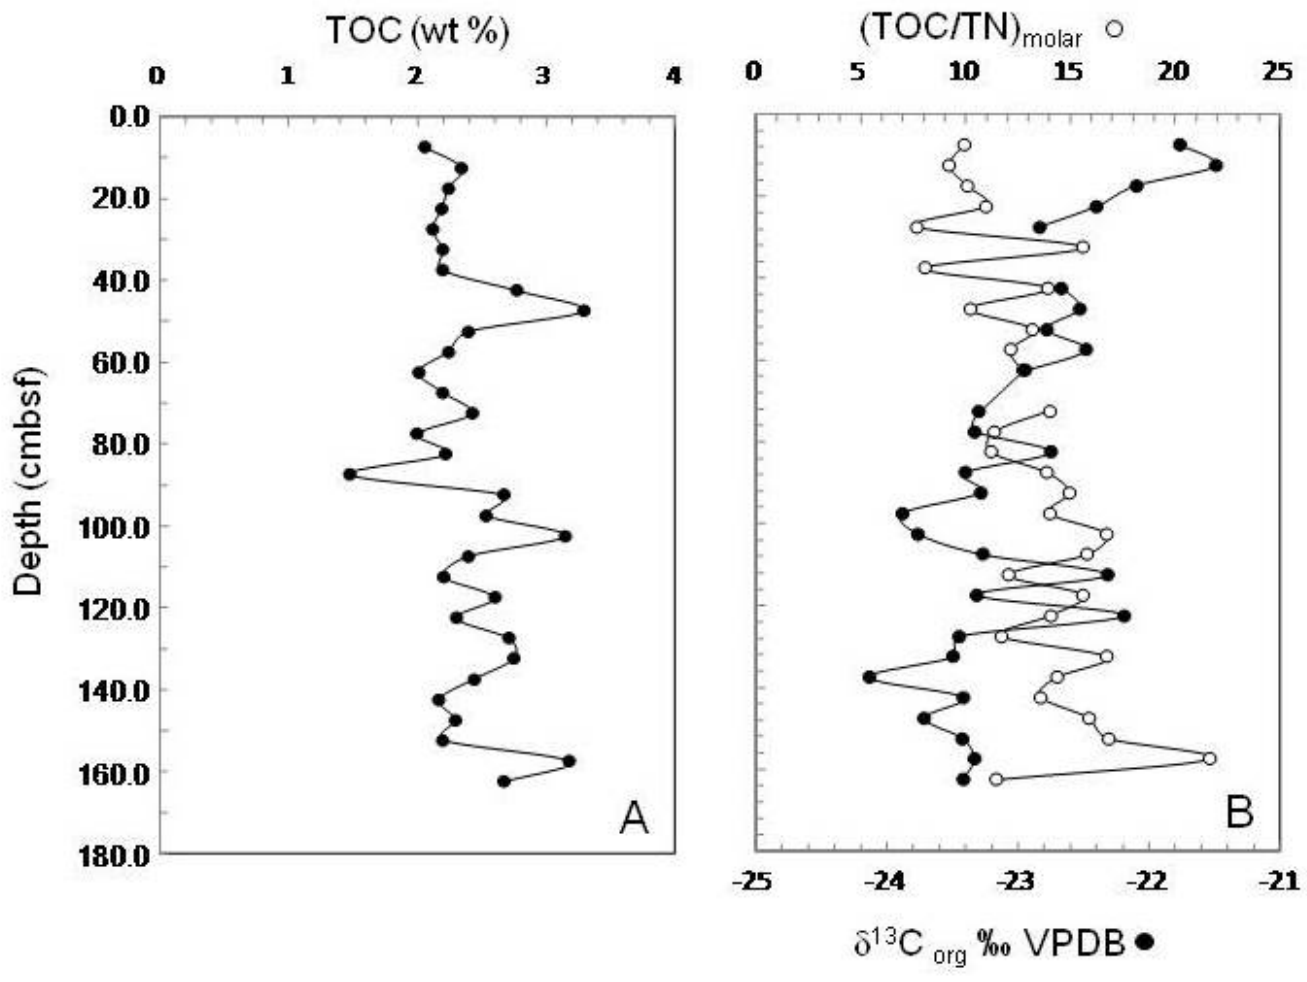 TOC (wt %)
0 1 2 3 4
(TOC/TN)molar
0 5 10 15 20 25
Depth (cmbsf)
0.0
20.0
40.0
60.0
80.0
100.0
120.0
140.0
160.0
180.0
A
B
-25 -24 -23 -22 -21
δ13C org ‰ VPDB